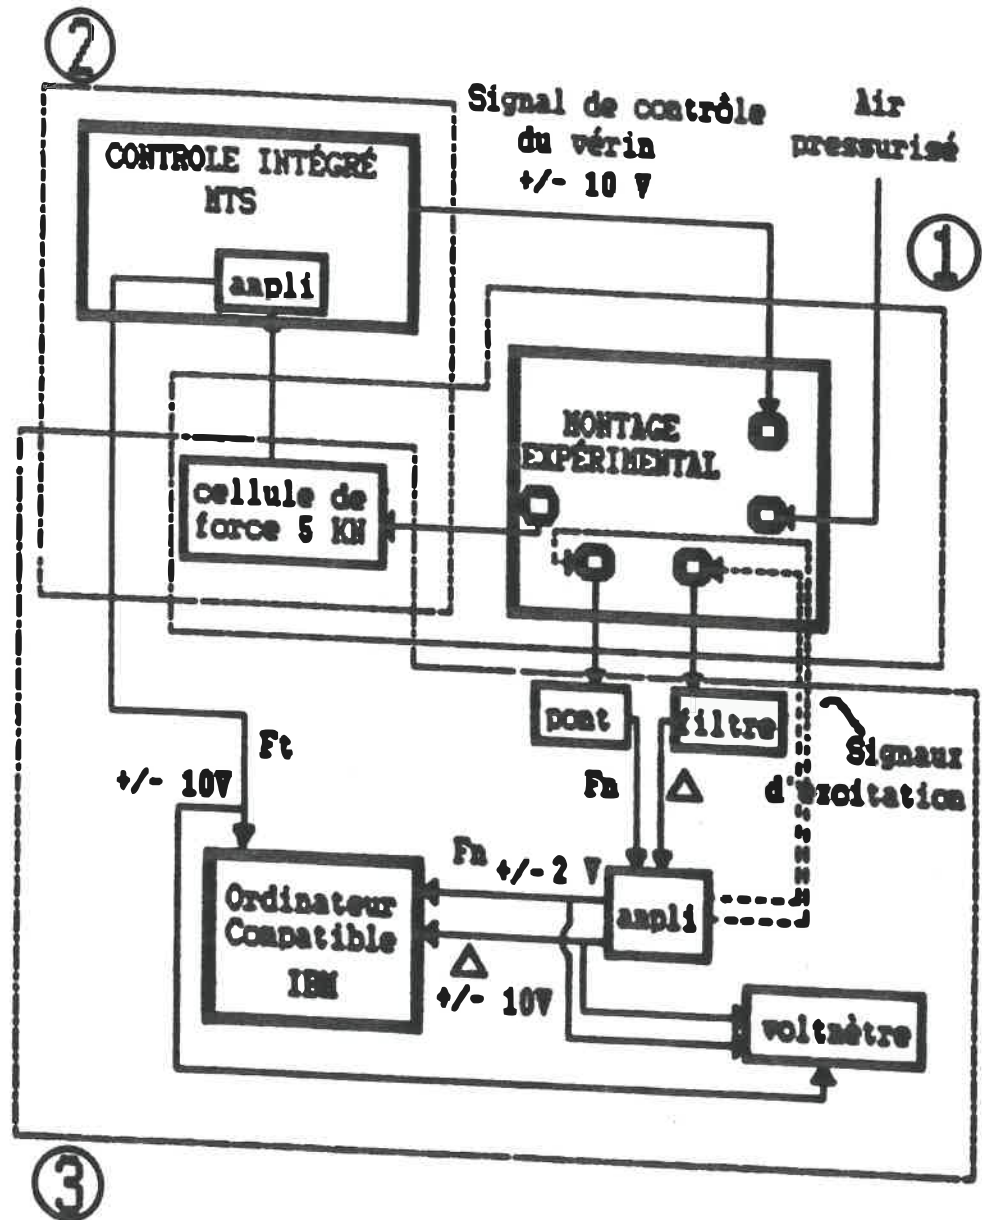 2
Signal de contrôle
du vérin
+/- 10 V
Air
pressurisé
CONTROLE INTÉGRÉ
MTS
ampli
1
MONTAGE
EXPÉRIMENTAL
cellule de
force 5 KN
pont
filtre
Ft
+/- 10V
Fn
Δ
Signaux
d'excitation
Fn
+/-2 V
ampli
Ordinateur
Compatible
IBM
Δ
+/- 10V
voltmètre
3